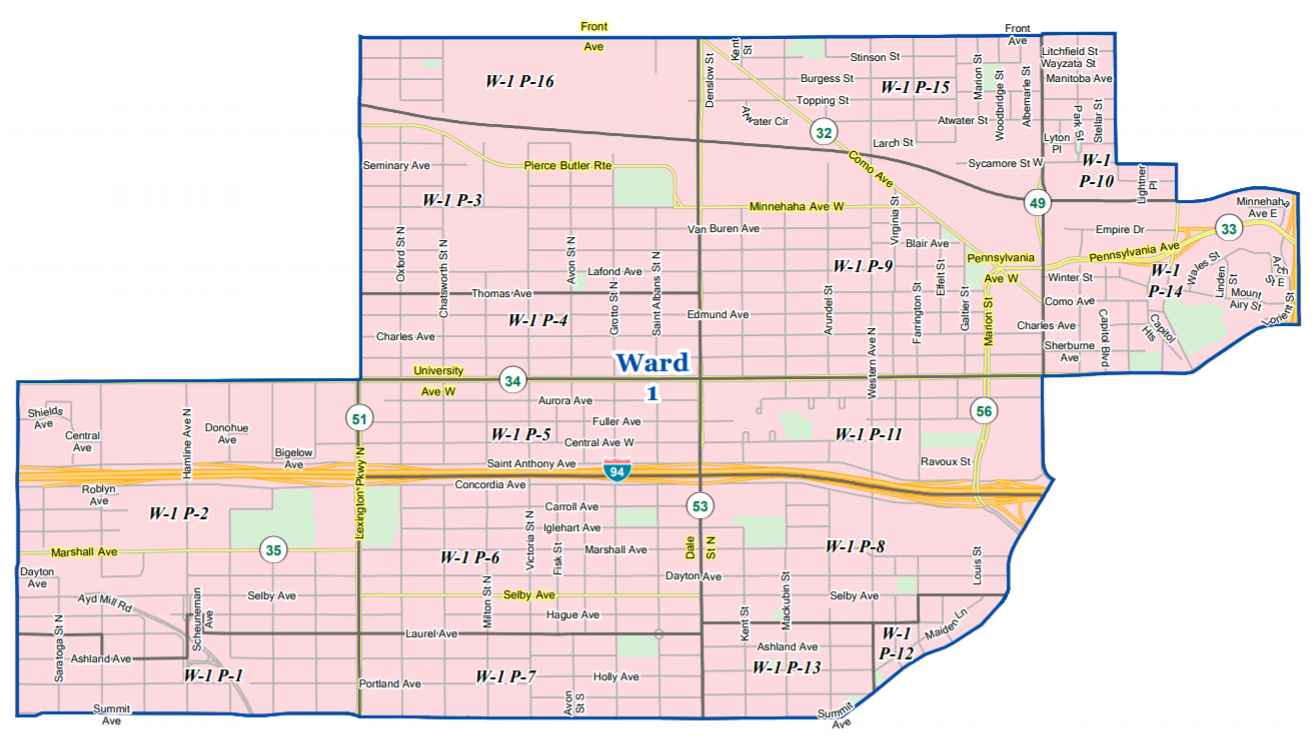 Front
Ave
Front
Ave
Kent
St
Denslow St
Stinson St
Litchfield St
Wayzata St
Manitoba Ave
Marion St
Woodbridge St
Albemarle St
W-1 P-16
Burgess St
W-1 P-15
Topping St
Atwater Cir
Atwater St
Park St
Stellar St
32
Larch St
Lyton
Pl
Como Ave
Sycamore St W
W-1
P-10
Lightner
Pl
Seminary Ave
Pierce Butler Rte
W-1 P-3
Minnehaha Ave W
49
Minnehaha
Ave E
Virginia St
Van Buren Ave
Empire Dr
33
Oxford St N
Chatsworth St N
Avon St N
Blair Ave
Pennsylvania
Ave W
Pennsylvania Ave
Lafond Ave
Saint Albans St N
Grotto St N
W-1 P-9
Elfelt St
Winter St
W-1
P-14
Wales St
Linden
St
Arch
St E
Mount
Airy St
Thomas Ave
Arundel St
Farrington St
Galtier St
Marion St
Como Ave
W-1 P-4
Edmund Ave
Charles Ave
Capitol Blvd
Capitol
Hts
Lorient St
Charles Ave
Sherburne
Ave
Western Ave N
Ward
1
University
Ave W
34
Shields
Ave
Central
Ave
Hamline Ave N
Donohue
Ave
Bigelow
Ave
51
Aurora Ave
Fuller Ave
56
W-1 P-5
Central Ave W
W-1 P-11
Lexington Pkwy N
Saint Anthony Ave
94
Ravoux St
Roblyn
Ave
Concordia Ave
W-1 P-2
Carroll Ave
53
Victoria St N
Iglehart Ave
Marshall Ave
35
W-1 P-6
Fisk St
Marshall Ave
Dale
St N
W-1 P-8
Dayton
Ave
Dayton Ave
Louis St
Ayd Mill Rd
Scheuneman
Ave
Selby Ave
Milton St N
Selby Ave
Mackubin St
Selby Ave
Saratoga St N
Hague Ave
Kent St
Maiden Ln
Laurel Ave
W-1
P-12
Ashland Ave
Ashland Ave
W-1 P-1
W-1 P-7
Holly Ave
W-1 P-13
Portland Ave
Avon
St S
Summit
Ave
Summit
Ave